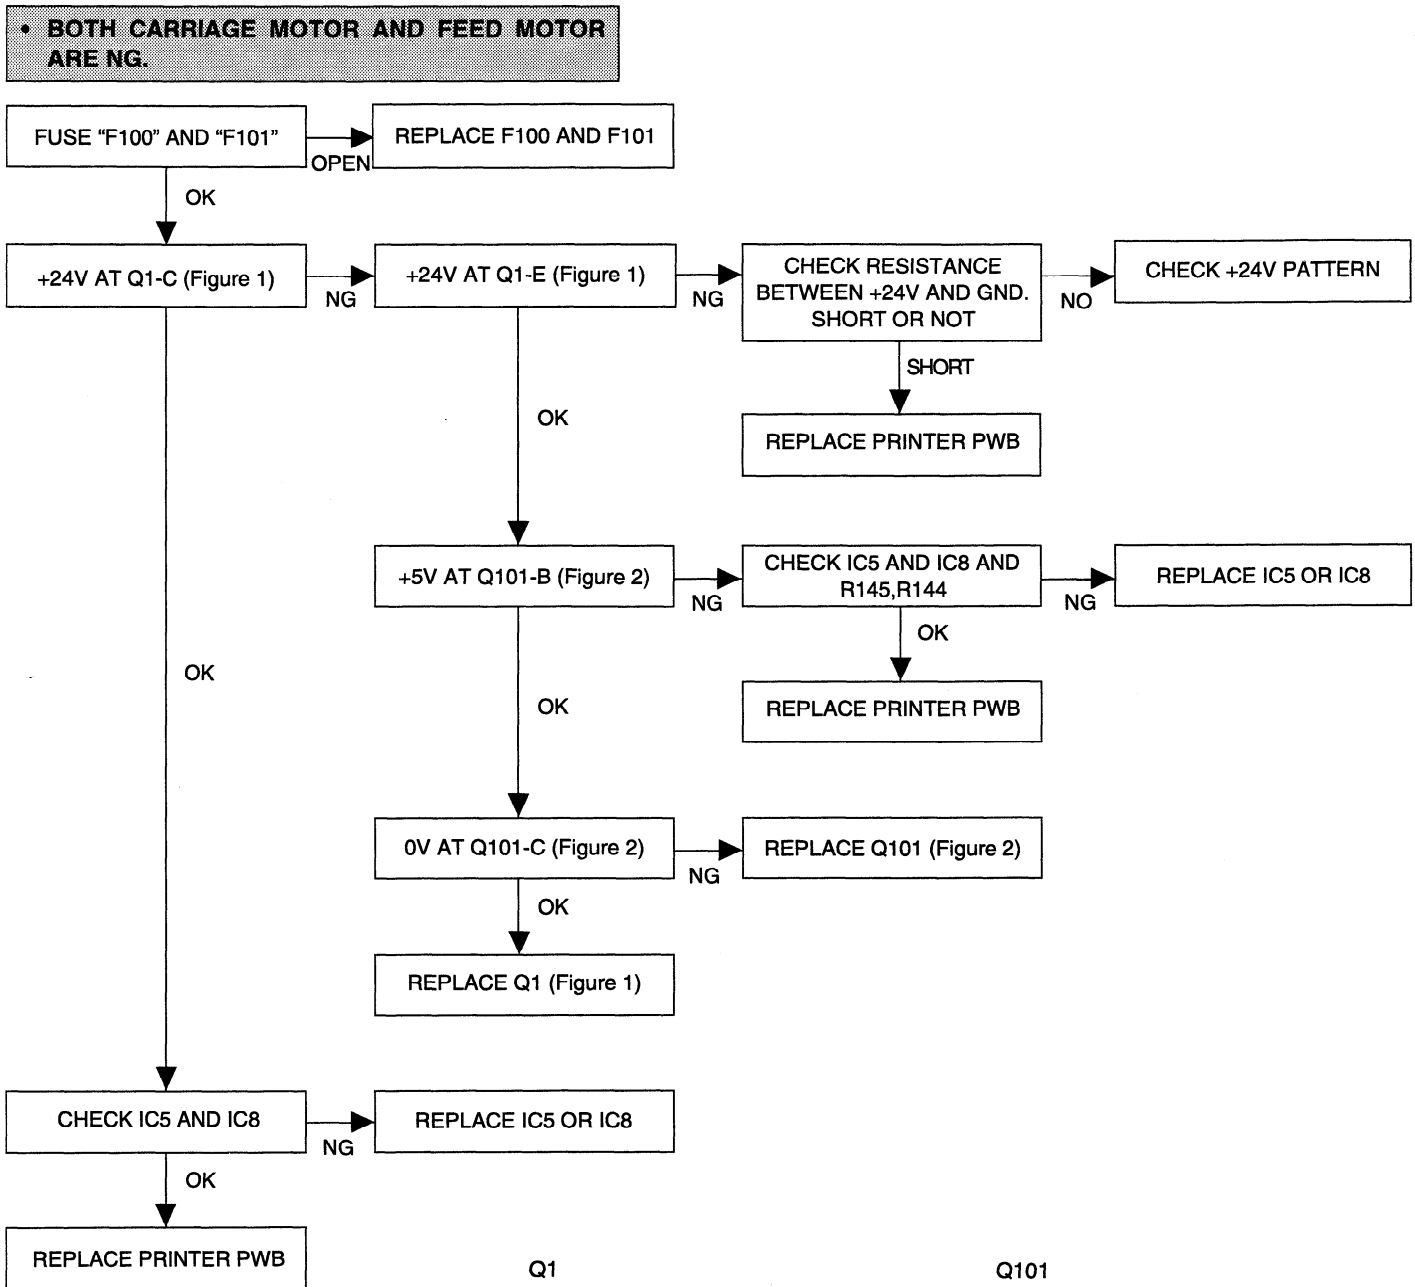 • BOTH CARRIAGE MOTOR AND FEED MOTOR
ARE NG.
FUSE “F100” AND “F101”
OPEN
REPLACE F100 AND F101
OK
+24V AT Q1-C (Figure 1)
NG
+24V AT Q1-E (Figure 1)
NG
CHECK RESISTANCE
BETWEEN +24V AND GND.
SHORT OR NOT
NO
CHECK +24V PATTERN
SHORT
REPLACE PRINTER PWB
OK
+5V AT Q101-B (Figure 2)
NG
CHECK IC5 AND IC8 AND
R145,R144
NG
REPLACE IC5 OR IC8
OK
REPLACE PRINTER PWB
OK
OK
0V AT Q101-C (Figure 2)
NG
REPLACE Q101 (Figure 2)
OK
REPLACE Q1 (Figure 1)
CHECK IC5 AND IC8
NG
REPLACE IC5 OR IC8
OK
REPLACE PRINTER PWB
Q1
Q101